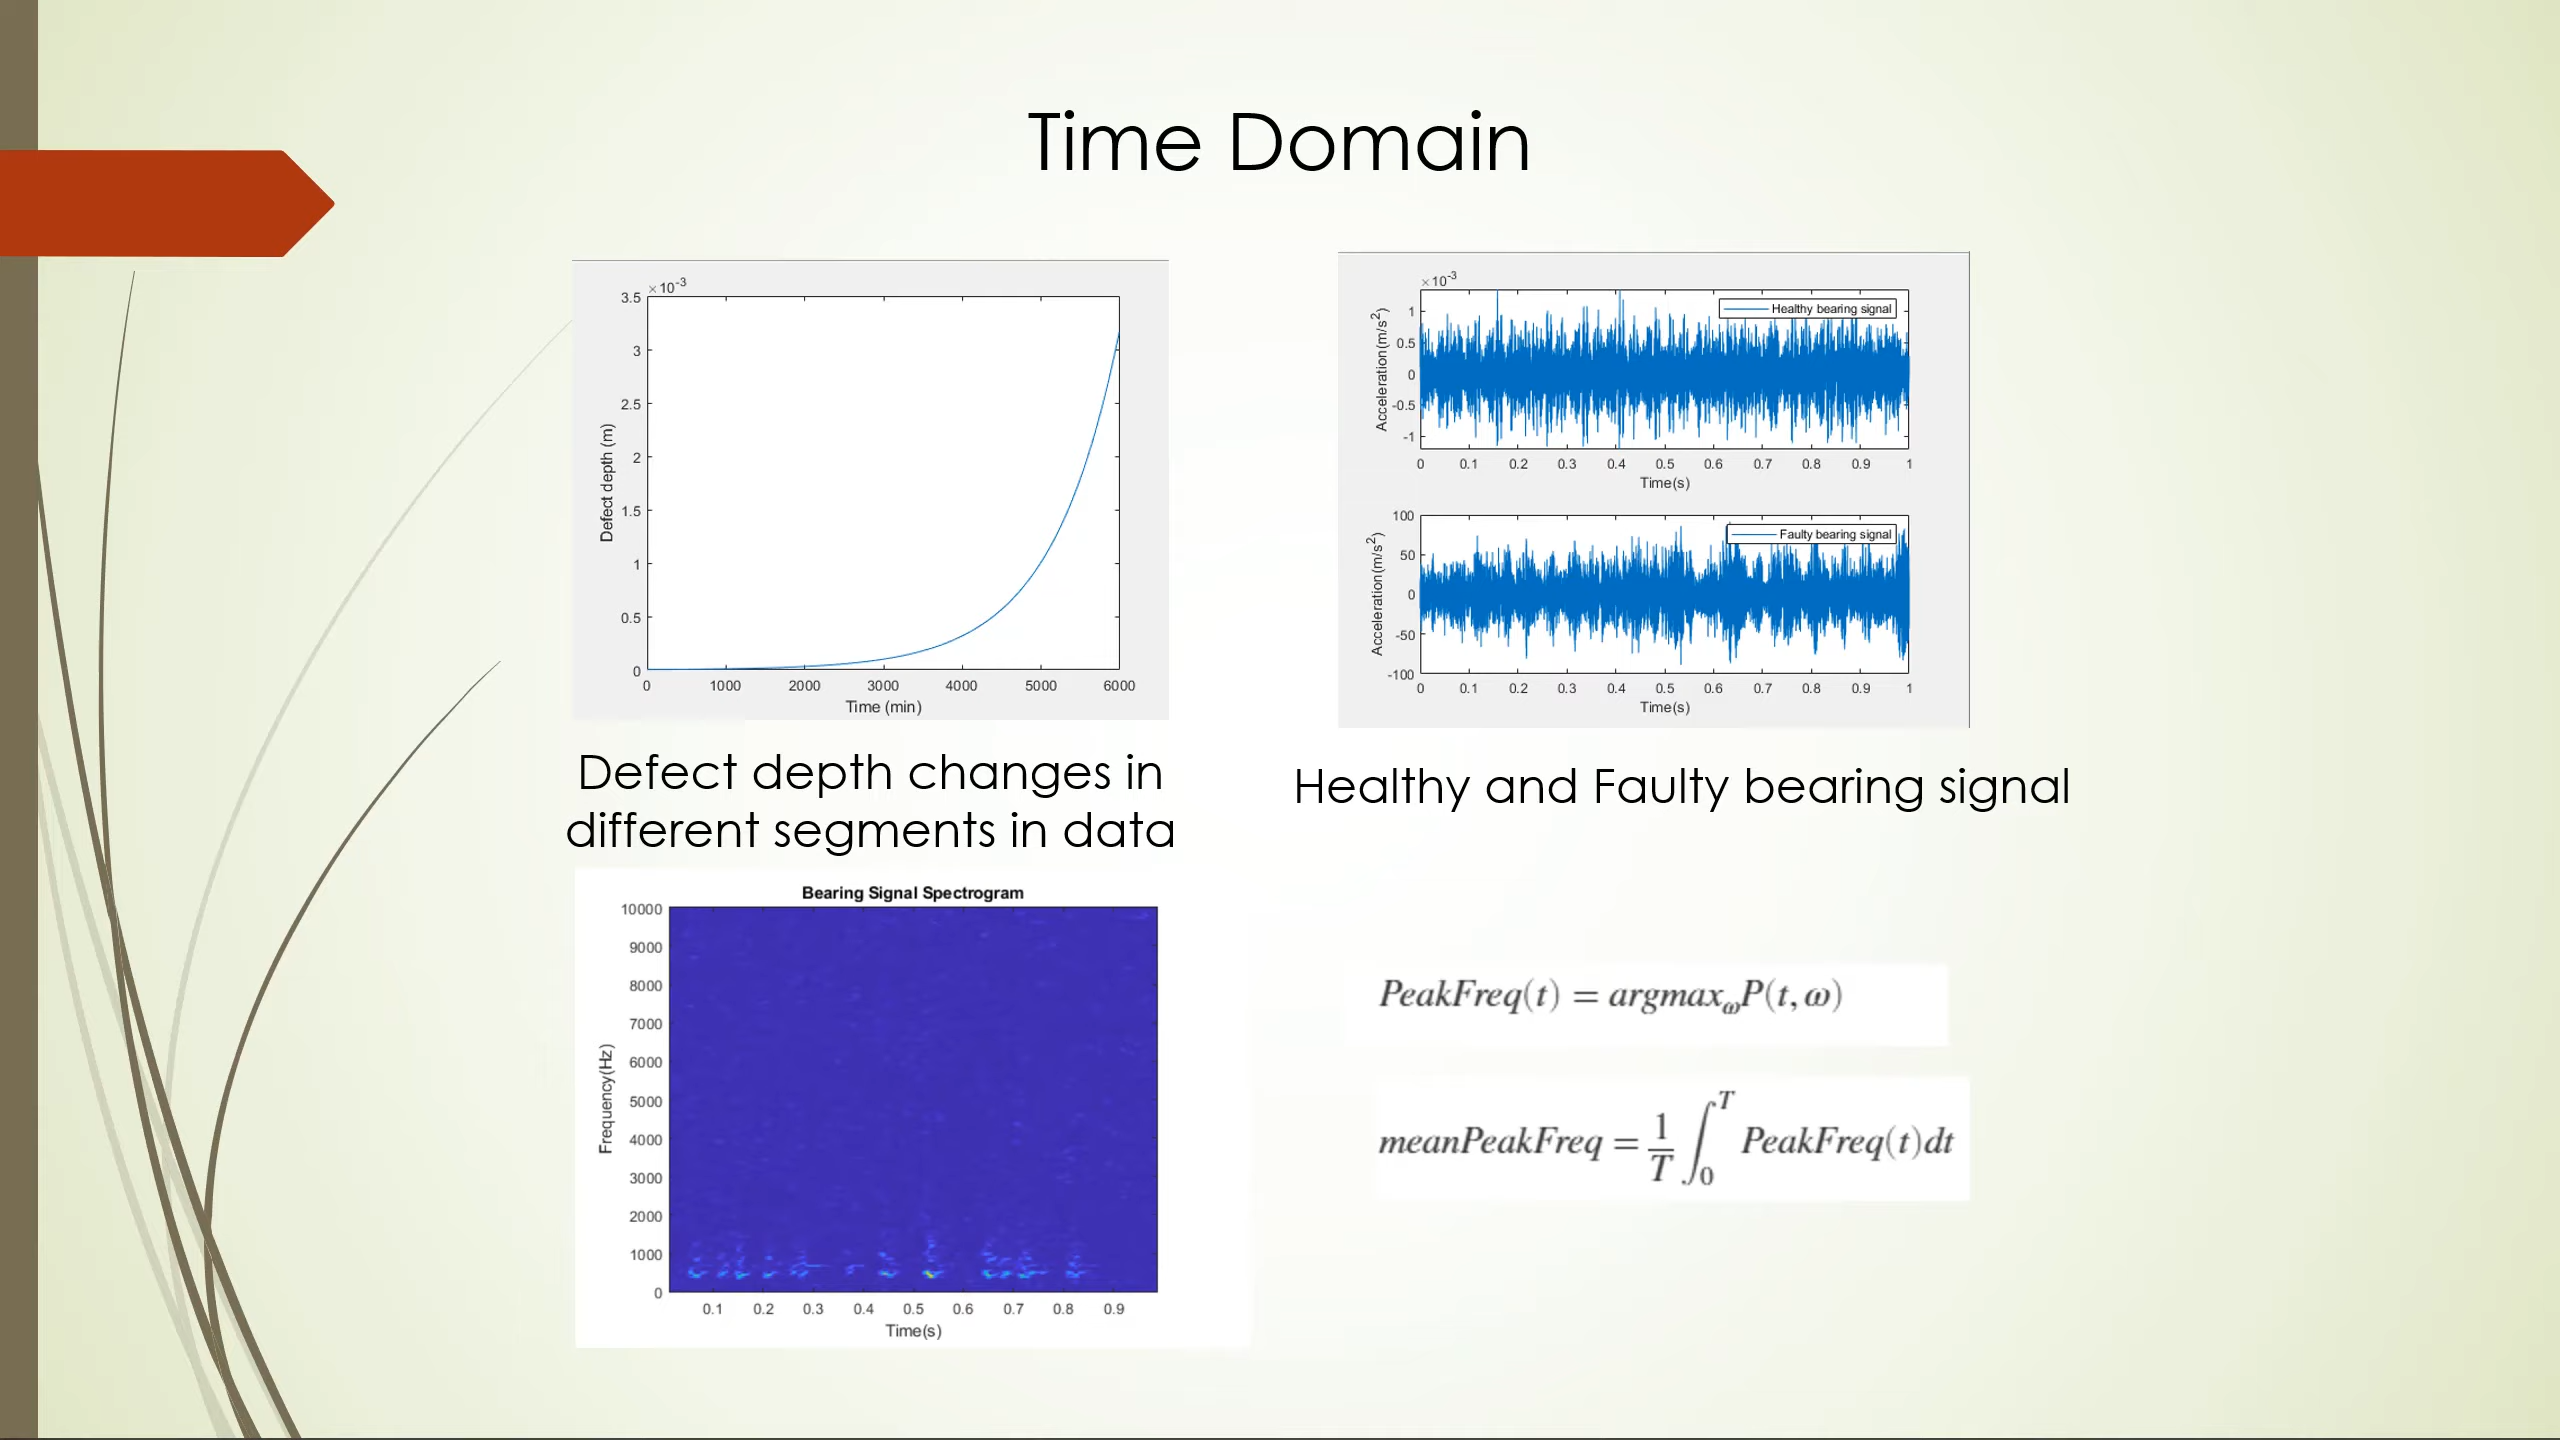 Time Domain
×10-3
3.5
3
2.5
2
1.5
1
0.5
0
Defect depth (m)
0 1000 2000 3000 4000 5000 6000
Time (min)
×10-3
Healthy bearing signal
1
0.5
0
-0.5
-1
Acceleration(m/s2)
0 0.1 0.2 0.3 0.4 0.5 0.6 0.7 0.8 0.9 1
Time(s)
Faulty bearing signal
100
50
0
-50
-100
Acceleration(m/s2)
0 0.1 0.2 0.3 0.4 0.5 0.6 0.7 0.8 0.9 1
Time(s)
Defect depth changes in
different segments in data
Healthy and Faulty bearing signal
Bearing Signal Spectrogram
10000
9000
8000
7000
6000
5000
4000
3000
2000
1000
0
Frequency(Hz)
0.1 0.2 0.3 0.4 0.5 0.6 0.7 0.8 0.9
Time(s)
PeakFreq(t) = argmaxωP(t, ω)
meanPeakFreq = 1/T ∫0T PeakFreq(t)dt